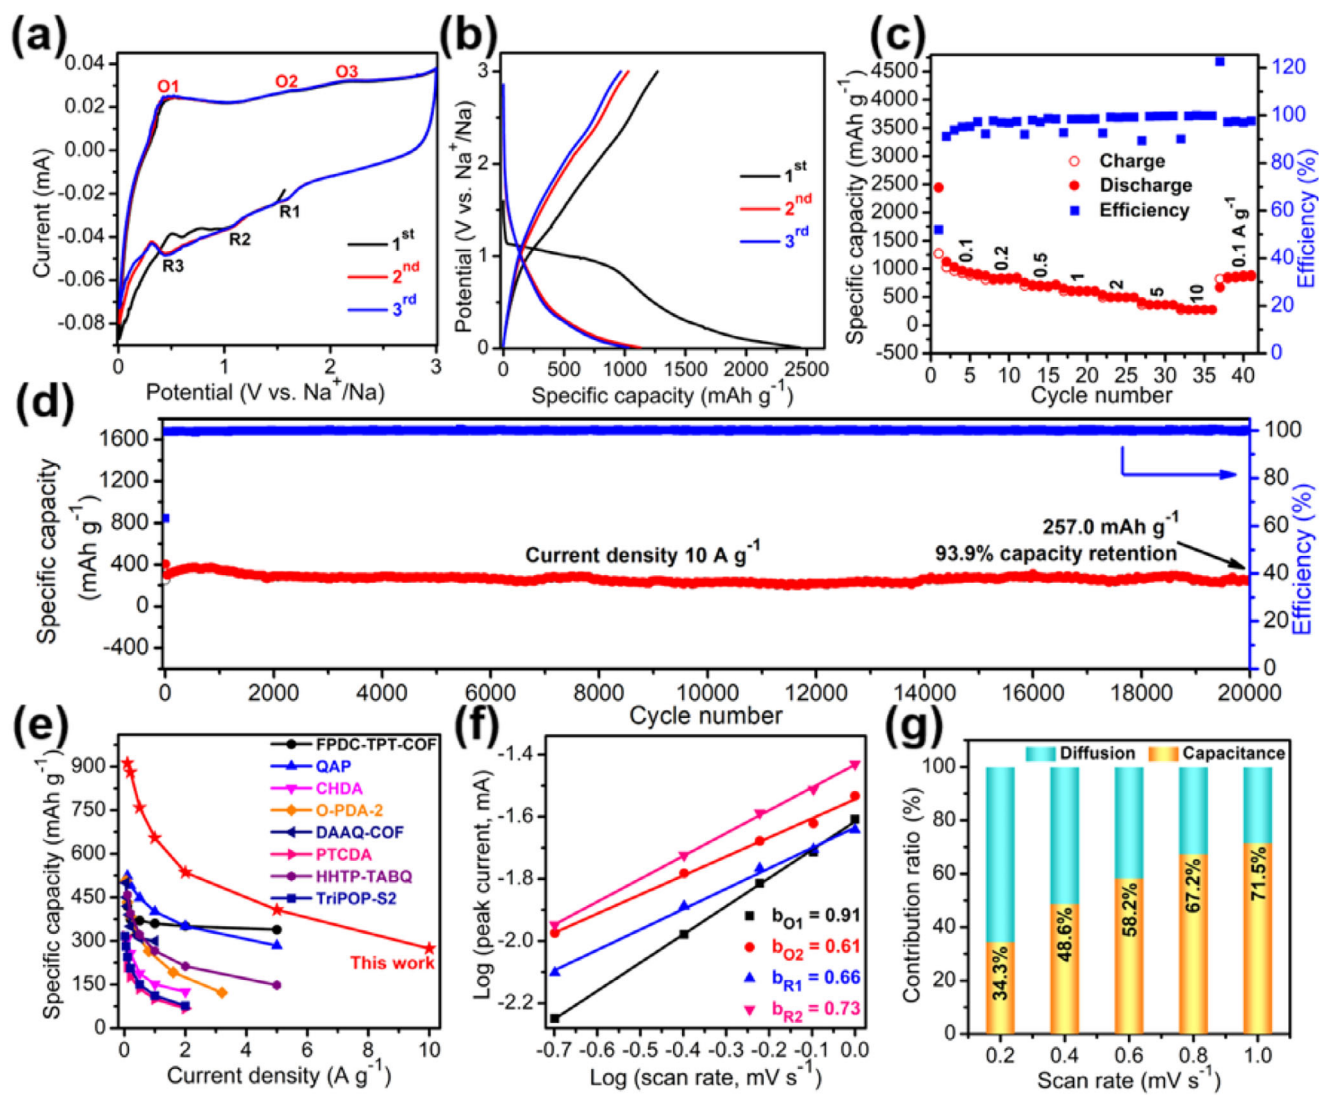 (a)
0.04
0.02
0.00
-0.02
-0.04
-0.06
-0.08
Current (mA)
O1
O2
O3
R1
R2
R3
1st
2nd
3rd
0
1
2
3
Potential (V vs. Na+/Na)
(b)
3
2
1
0
Potential (V vs. Na+/Na)
1st
2nd
3rd
0
500
1000
1500
2000
2500
Specific capacity (mAh g-1)
(c)
4500
4000
3500
3000
2500
2000
1500
1000
500
0
-500
Specific capacity (mAh g-1)
Charge
Discharge
Efficiency
0.1
0.2
0.5
1
2
5
10
0.1 A g-1
120
100
80
60
40
20
0
Efficiency (%)
0
5
10
15
20
25
30
35
40
Cycle number
(d)
1600
1200
800
400
0
-400
Specific capacity
(mAh g-1)
Current density 10 A g-1
257.0 mAh g-1
93.9% capacity retention
100
80
60
40
20
0
Efficiency (%)
0
2000
4000
6000
8000
10000
12000
14000
16000
18000
20000
Cycle number
(e)
900
750
600
450
300
150
0
Specific capacity (mAh g-1)
FPDC-TPT-COF
QAP
CHDA
O-PDA-2
DAAQ-COF
PTCDA
HHTP-TABQ
TriPOP-S2
This work
0
2
4
6
8
10
Current density (A g-1)
(f)
-1.4
-1.6
-1.8
-2.0
-2.2
Log (peak current, mA)
bO1 = 0.91
bO2 = 0.61
bR1 = 0.66
bR2 = 0.73
-0.7
-0.6
-0.5
-0.4
-0.3
-0.2
-0.1
0.0
Log (scan rate, mV s-1)
(g)
Diffusion
Capacitance
100
80
60
40
20
0
Contribution ratio (%)
34.3%
48.6%
58.2%
67.2%
71.5%
0.2
0.4
0.6
0.8
1.0
Scan rate (mV s-1)